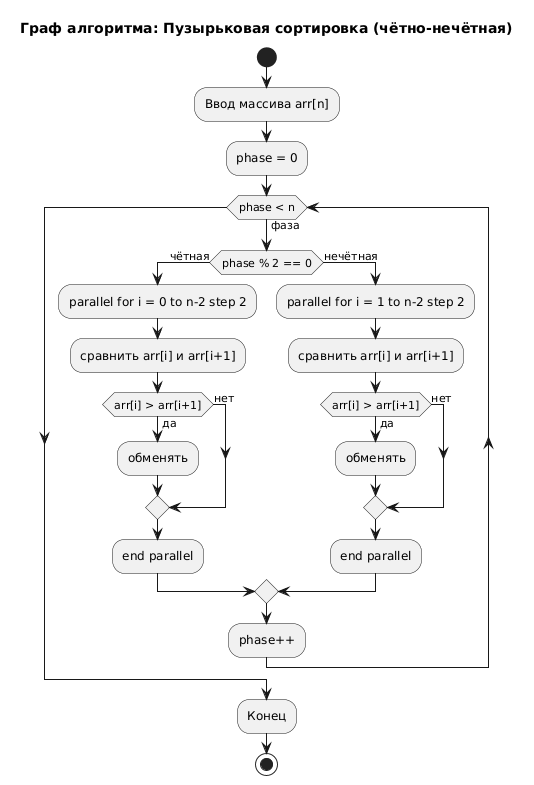 Граф алгоритма: Пузырьковая сортировка (чётно-нечётная)
Ввод массива arr[n]
phase = 0
phase < n
фаза
чётная
phase % 2 == 0
нечётная
parallel for i = 0 to n-2 step 2
parallel for i = 1 to n-2 step 2
сравнить arr[i] и arr[i+1]
сравнить arr[i] и arr[i+1]
arr[i] > arr[i+1]
нет
arr[i] > arr[i+1]
нет
да
да
обменять
обменять
end parallel
end parallel
phase++
Конец